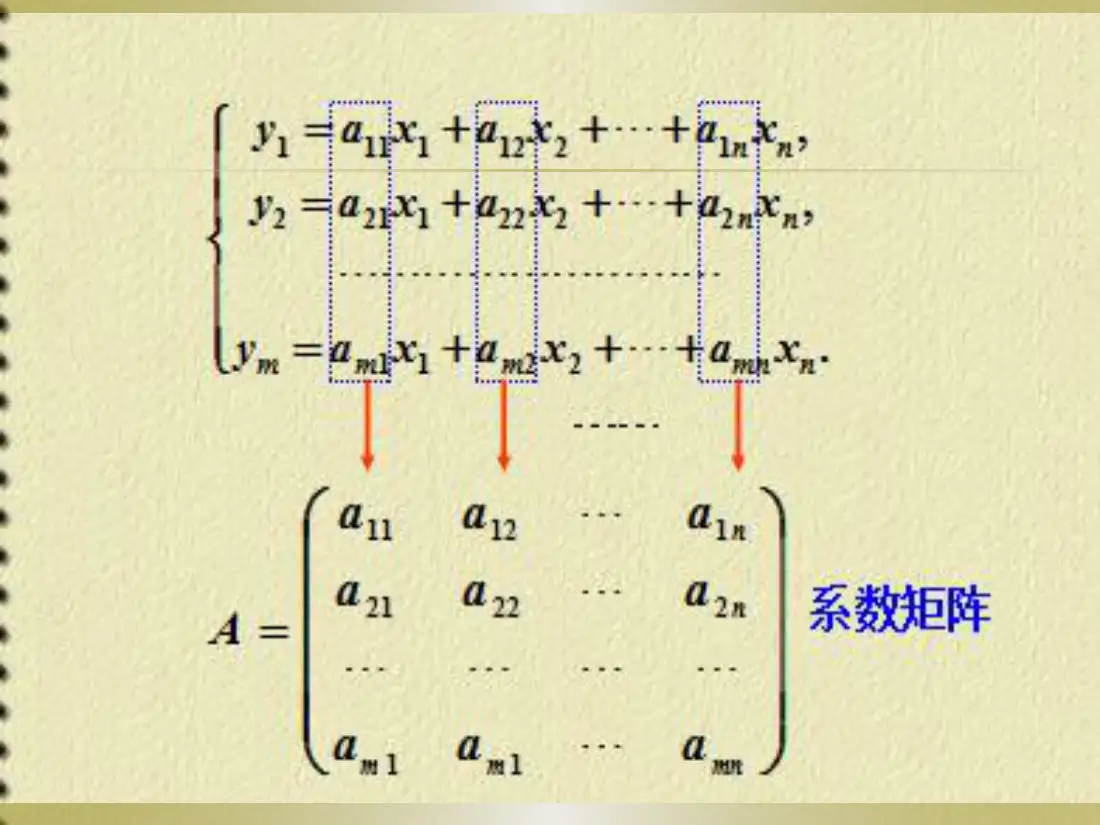 y₁ = a₁₁x₁ + a₁₂x₂ + ⋯ + a₁ₙxₙ,
y₂ = a₂₁x₁ + a₂₂x₂ + ⋯ + a₂ₙxₙ,
--------------------------
yₘ = aₘ₁x₁ + aₘ₂x₂ + ⋯ + aₘₙxₙ.
------
a₁₁ a₁₂ ⋯ a₁ₙ
a₂₁ a₂₂ ⋯ a₂ₙ
A = 系数矩阵
⋯ ⋯ ⋯ ⋯
aₘ₁ aₘ₁ ⋯ aₘₙ